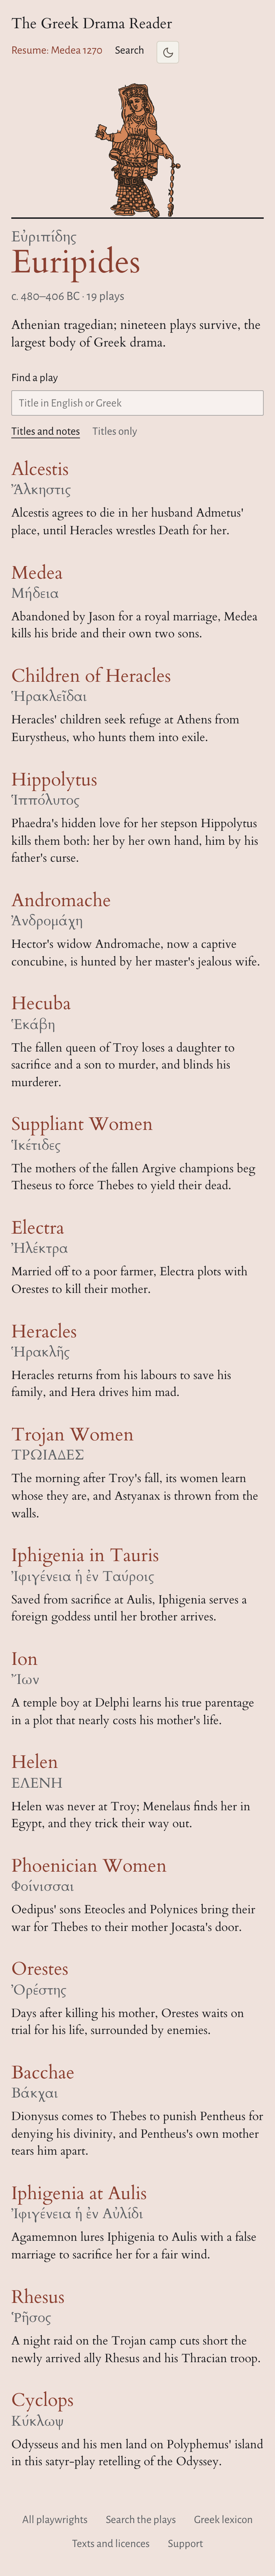 The Greek Drama Reader
Resume: Medea 1270 Search
Εὐριπίδης
Euripides
c. 480–406 BC · 19 plays
Athenian tragedian; nineteen plays survive, the
largest body of Greek drama.
Find a play
Title in English or Greek
Titles and notes Titles only
Alcestis
Ἄλκηστις
Alcestis agrees to die in her husband Admetus'
place, until Heracles wrestles Death for her.
Medea
Μήδεια
Abandoned by Jason for a royal marriage, Medea
kills his bride and their own two sons.
Children of Heracles
Ἡρακλεῖδαι
Heracles' children seek refuge at Athens from
Eurystheus, who hunts them into exile.
Hippolytus
Ἱππόλυτος
Phaedra's hidden love for her stepson Hippolytus
kills them both: her by her own hand, him by his
father's curse.
Andromache
Ἀνδρομάχη
Hector's widow Andromache, now a captive
concubine, is hunted by her master's jealous wife.
Hecuba
Ἑκάβη
The fallen queen of Troy loses a daughter to
sacrifice and a son to murder, and blinds his
murderer.
Suppliant Women
Ἱκέτιδες
The mothers of the fallen Argive champions beg
Theseus to force Thebes to yield their dead.
Electra
Ἠλέκτρα
Married off to a poor farmer, Electra plots with
Orestes to kill their mother.
Heracles
Ἡρακλῆς
Heracles returns from his labours to save his
family, and Hera drives him mad.
Trojan Women
ΤΡΩΙΑΔΕΣ
The morning after Troy's fall, its women learn
whose they are, and Astyanax is thrown from the
walls.
Iphigenia in Tauris
Ἰφιγένεια ἡ ἐν Ταύροις
Saved from sacrifice at Aulis, Iphigenia serves a
foreign goddess until her brother arrives.
Ion
Ἴων
A temple boy at Delphi learns his true parentage
in a plot that nearly costs his mother's life.
Helen
ΕΛΕΝΗ
Helen was never at Troy; Menelaus finds her in
Egypt, and they trick their way out.
Phoenician Women
Φοίνισσαι
Oedipus' sons Eteocles and Polynices bring their
war for Thebes to their mother Jocasta's door.
Orestes
Ὀρέστης
Days after killing his mother, Orestes waits on
trial for his life, surrounded by enemies.
Bacchae
Βάκχαι
Dionysus comes to Thebes to punish Pentheus for
denying his divinity, and Pentheus's own mother
tears him apart.
Iphigenia at Aulis
Ἰφιγένεια ἡ ἐν Αὐλίδι
Agamemnon lures Iphigenia to Aulis with a false
marriage to sacrifice her for a fair wind.
Rhesus
Ῥῆσος
A night raid on the Trojan camp cuts short the
newly arrived ally Rhesus and his Thracian troop.
Cyclops
Κύκλωψ
Odysseus and his men land on Polyphemus' island
in this satyr-play retelling of the Odyssey.
All playwrights Search the plays Greek lexicon
Texts and licences Support